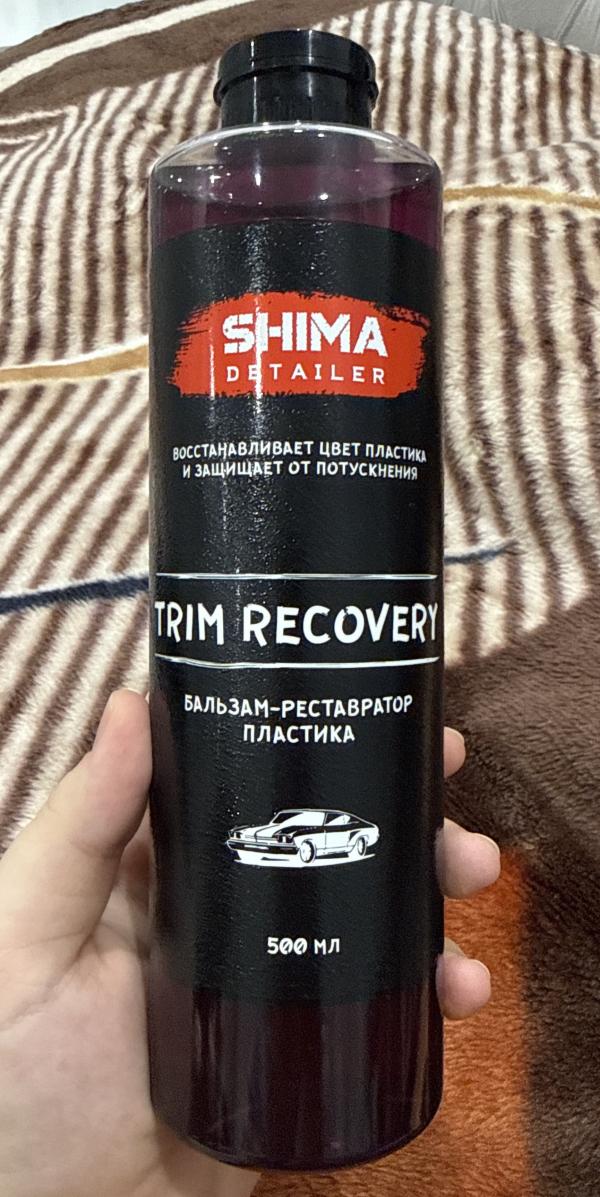 SHIMA
DETAILER
ВОССТАНАВЛИВАЕТ ЦВЕТ ПЛАСТИКА
И ЗАЩИЩАЕТ ОТ ПОТУСКНЕНИЯ
TRIM RECOVERY
БАЛЬЗАМ-РЕСТАВРАТОР
ПЛАСТИКА
500 МЛ